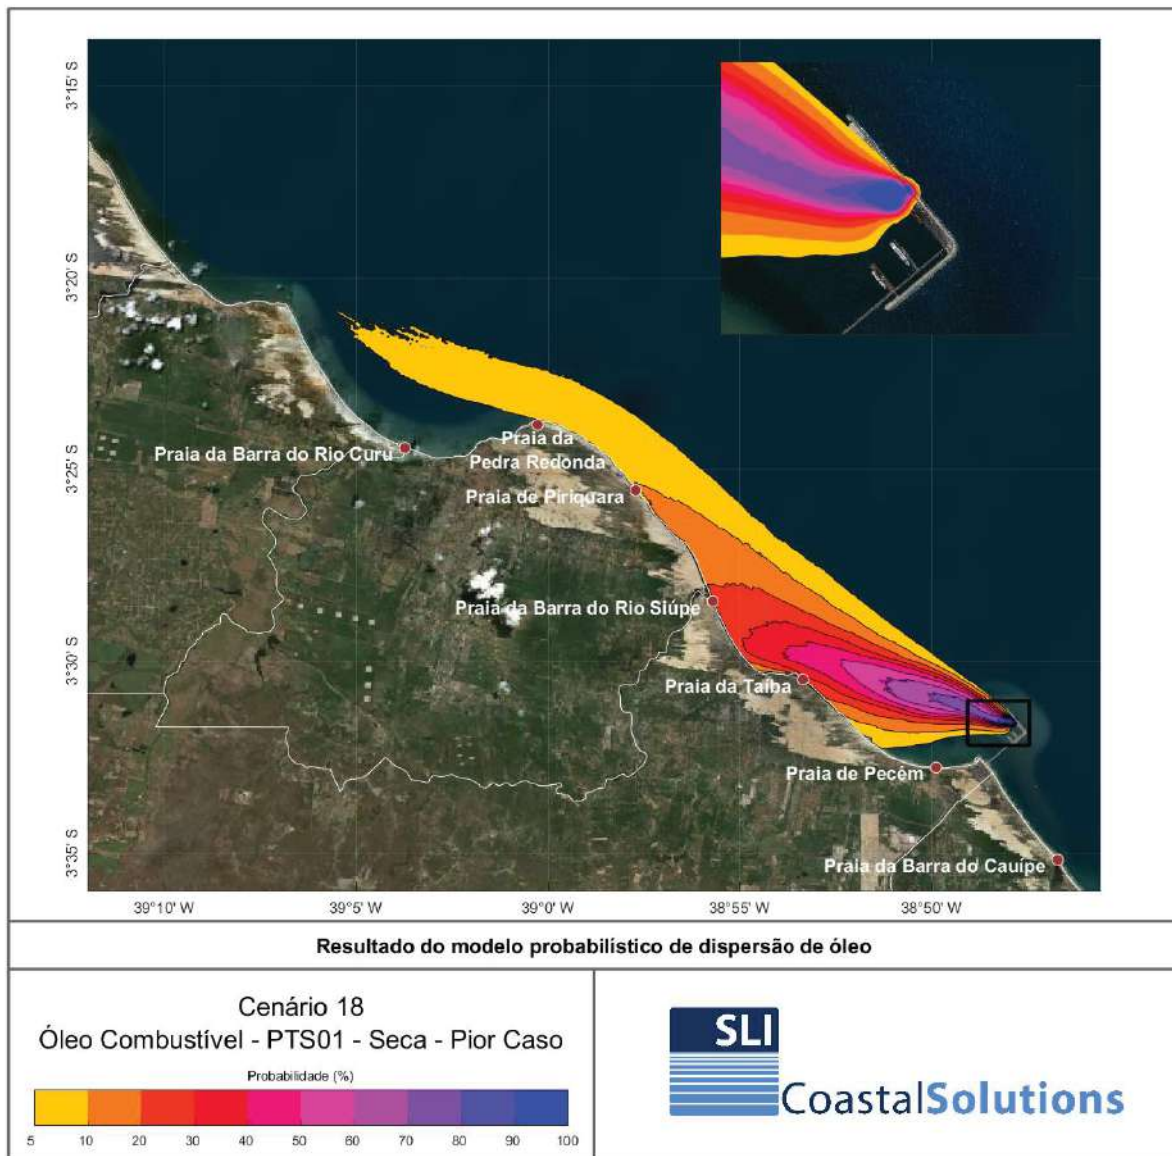 3°15' S
3°20' S
3°25' S
3°30' S
3°35' S
Praia da Barra do Rio Curu
Praia da
Pedra Redonda
Praia de Piriquara
Praia da Barra do Rio Siúpe
Praia da Taíba
Praia de Pecém
Praia da Barra do Cauípe
39°10' W
39°5' W
39°0' W
38°55' W
38°50' W
Resultado do modelo probabilístico de dispersão de óleo
Cenário 18
Óleo Combustível - PTS01 - Seca - Pior Caso
Probabilidade (%)
5 10 20 30 40 50 60 70 80 90 100
SLI
CoastalSolutions